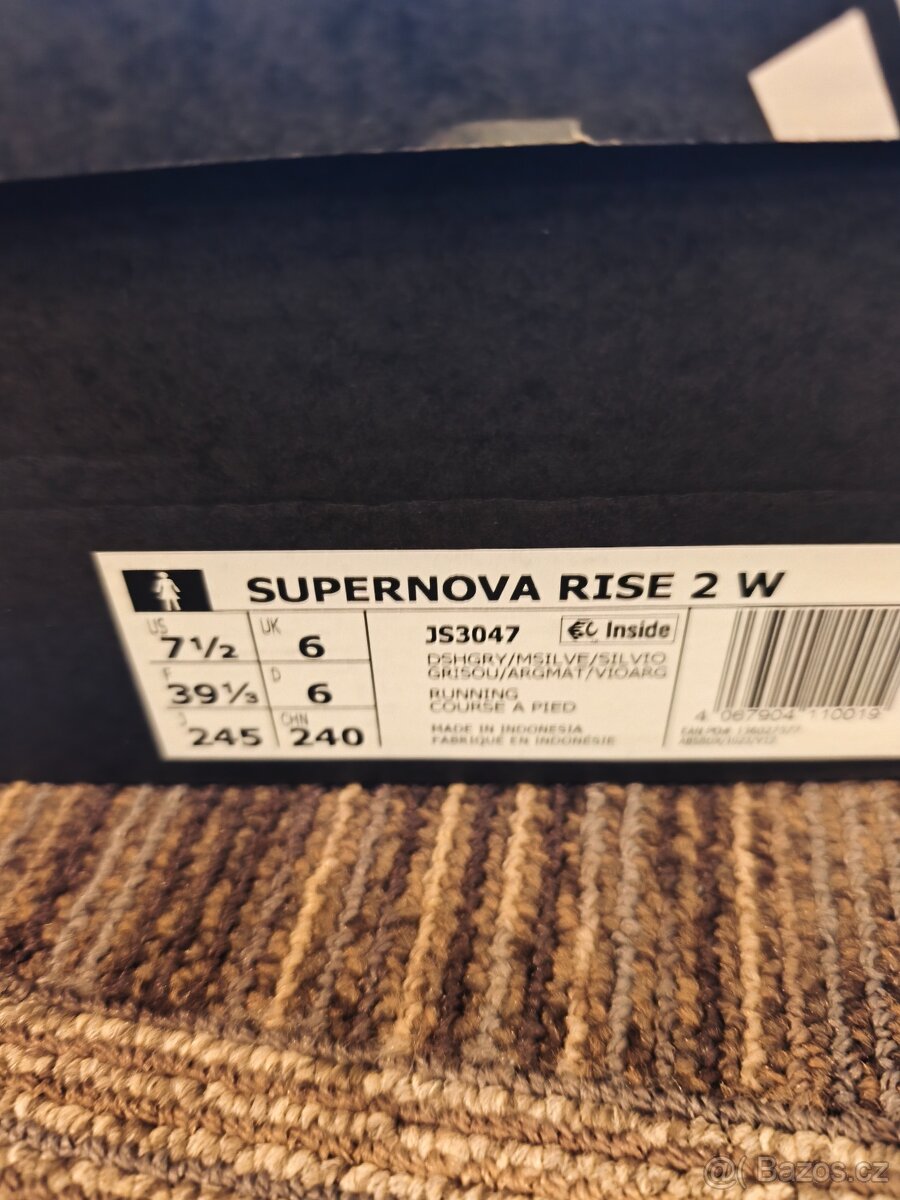 SUPERNOVA RISE 2 W
US 7½ UK 6
F 39⅓ D 6
J 245 CHN 240
JS3047 Inside
DSHGRY/MSILVE/SILVIO
GRISOU/ARGMAT/VIOARG
RUNNING
COURSE A PIED
MADE IN INDONESIA
FABRIQUÉ EN INDONÉSIE
4 067904 110019
@( Bazos.cz